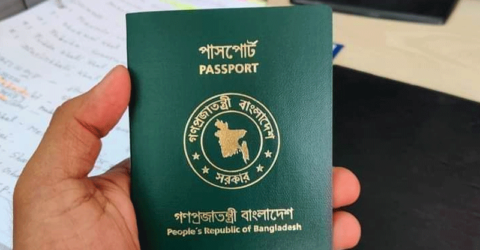 পাসপোর্ট
PASSPORT
গণপ্রজাতন্ত্রী বাংলাদেশ
সরকার
গণপ্রজাতন্ত্রী বাংলাদেশ
People's Republic of Bangladesh